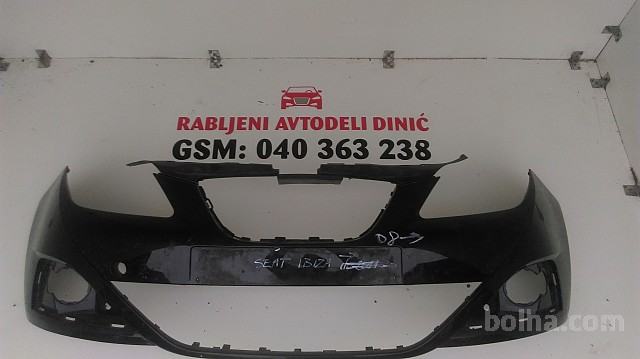 RABLJENI AVTODELI DINIĆ
GSM: 040 363 238
08→
SEAT IBIZA
bolha.com